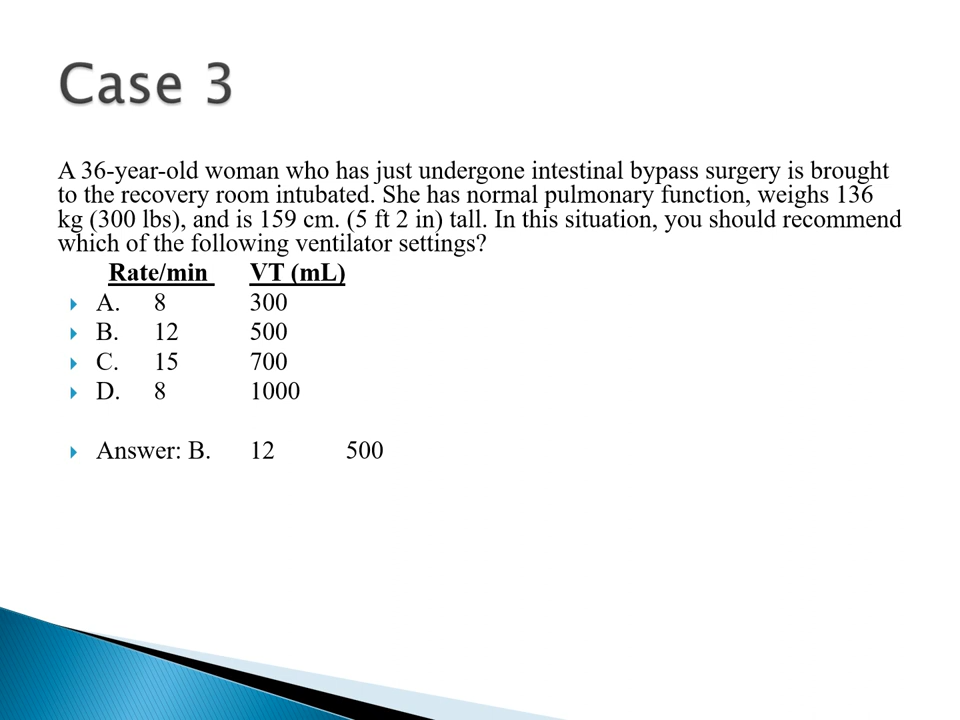 Case 3
A 36-year-old woman who has just undergone intestinal bypass surgery is brought
to the recovery room intubated. She has normal pulmonary function, weighs 136
kg (300 lbs), and is 159 cm. (5 ft 2 in) tall. In this situation, you should recommend
which of the following ventilator settings?
Rate/min VT (mL)
A. 8 300
B. 12 500
C. 15 700
D. 8 1000
Answer: B. 12 500